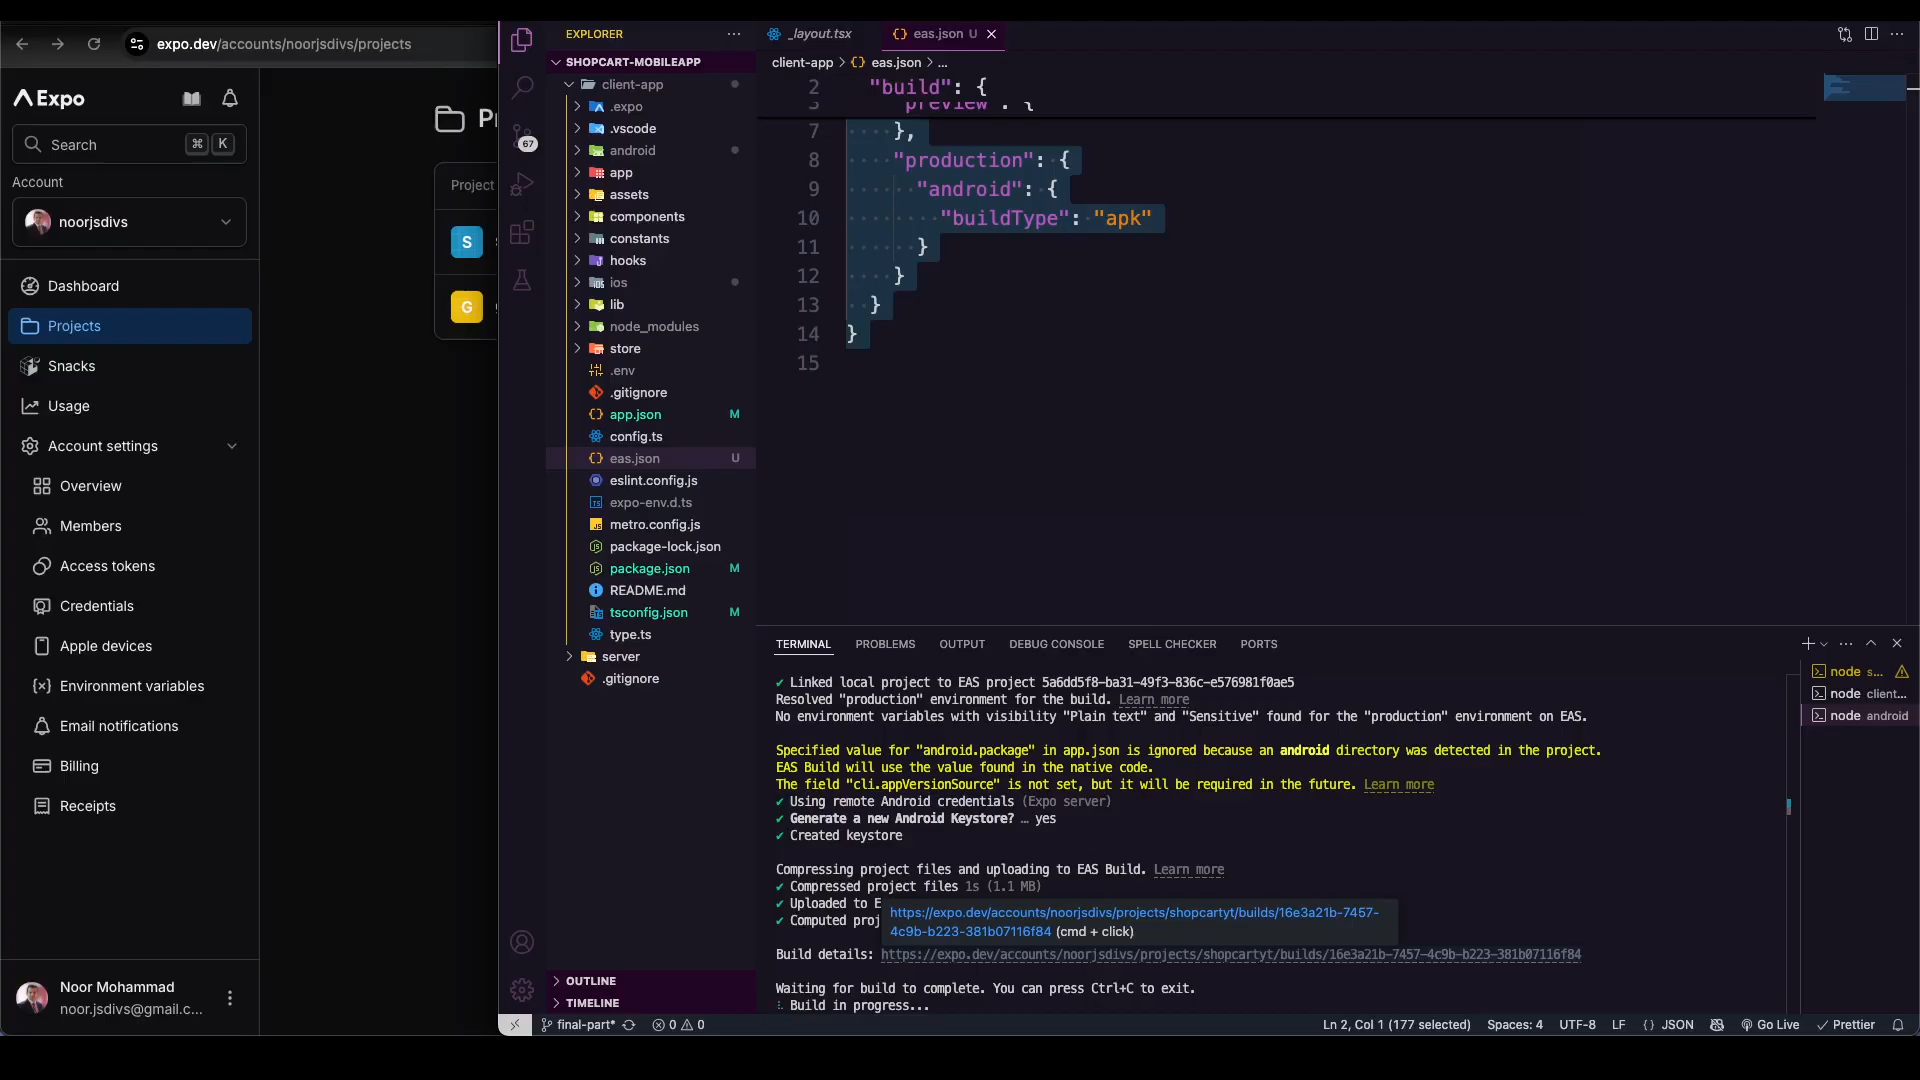 expo.dev/accounts/noorjsdivs/projects
Expo
Search
⌘ K
Account
noorjsdivs
Dashboard
Projects
Snacks
Usage
Account settings
Overview
Members
Access tokens
Credentials
Apple devices
Environment variables
Email notifications
Billing
Receipts
Noor Mohammad
noor.jsdivs@gmail.c...
Project
S
G
EXPLORER
SHOPCART-MOBILEAPP
client-app
.expo
.vscode
android
app
assets
components
constants
hooks
ios
lib
node_modules
store
.env
.gitignore
app.json M
config.ts
eas.json U
eslint.config.js
expo-env.d.ts
metro.config.js
package-lock.json
package.json M
README.md
tsconfig.json M
type.ts
server
.gitignore
OUTLINE
TIMELINE
67
_layout.tsx
eas.json U
client-app > eas.json > ...
2 "build": {
3 "preview": {
7 },
8 "production": {
9 "android": {
10 "buildType": "apk"
11 }
12 }
13 }
14 }
15
TERMINAL PROBLEMS OUTPUT DEBUG CONSOLE SPELL CHECKER PORTS
✔ Linked local project to EAS project 5a6dd5f8-ba31-49f3-836c-e576981f0ae5
Resolved "production" environment for the build. Learn more
No environment variables with visibility "Plain text" and "Sensitive" found for the "production" environment on EAS.
Specified value for "android.package" in app.json is ignored because an android directory was detected in the project.
EAS Build will use the value found in the native code.
The field "cli.appVersionSource" is not set, but it will be required in the future. Learn more
✔ Using remote Android credentials (Expo server)
✔ Generate a new Android Keystore? … yes
✔ Created keystore
Compressing project files and uploading to EAS Build. Learn more
✔ Compressed project files 1s (1.1 MB)
✔ Uploaded to E
✔ Computed proj
https://expo.dev/accounts/noorjsdivs/projects/shopcartyt/builds/16e3a21b-7457-
4c9b-b223-381b07116f84 (cmd + click)
Build details: https://expo.dev/accounts/noorjsdivs/projects/shopcartyt/builds/16e3a21b-7457-4c9b-b223-381b07116f84
Waiting for build to complete. You can press Ctrl+C to exit.
Build in progress...
node s...
node client...
node android
final-part* 0 0
Ln 2, Col 1 (177 selected) Spaces: 4 UTF-8 LF {} JSON Go Live Prettier